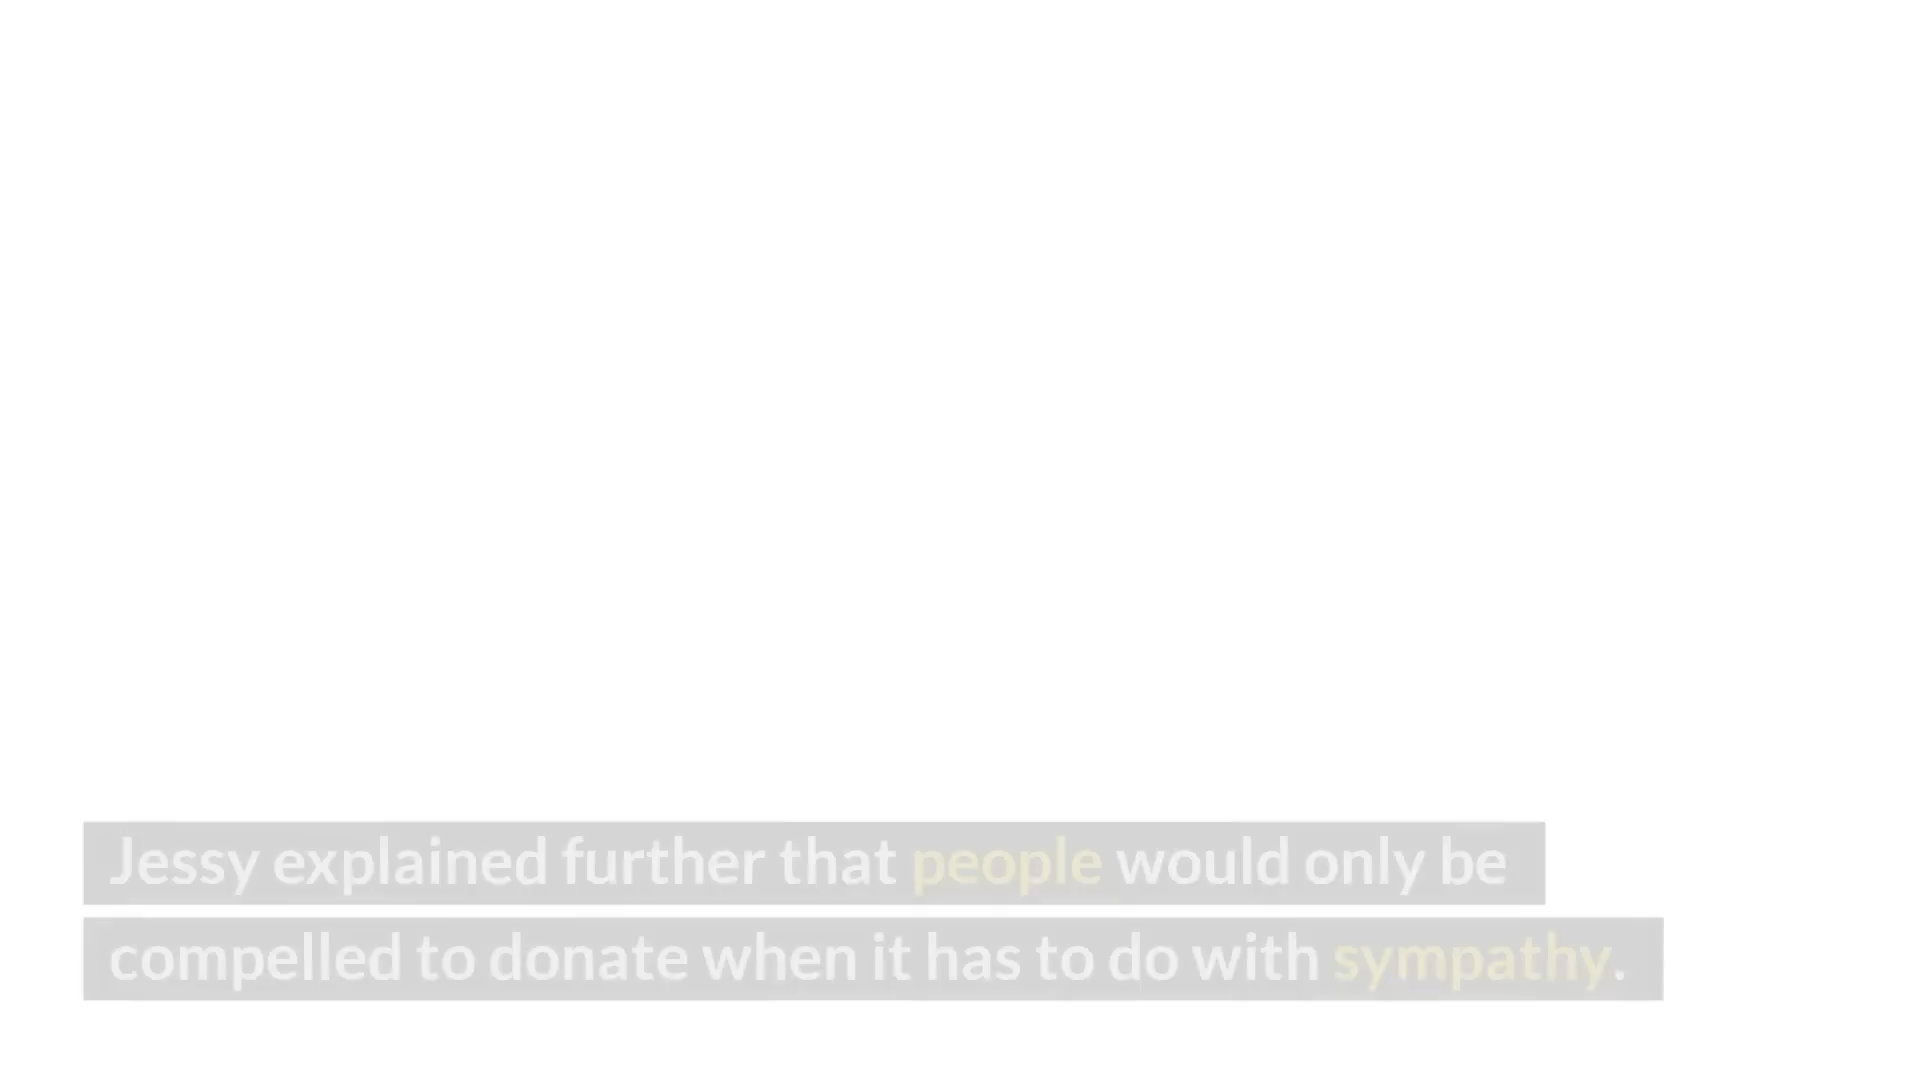 Jessy explained further that people would only be
compelled to donate when it has to do with sympathy.